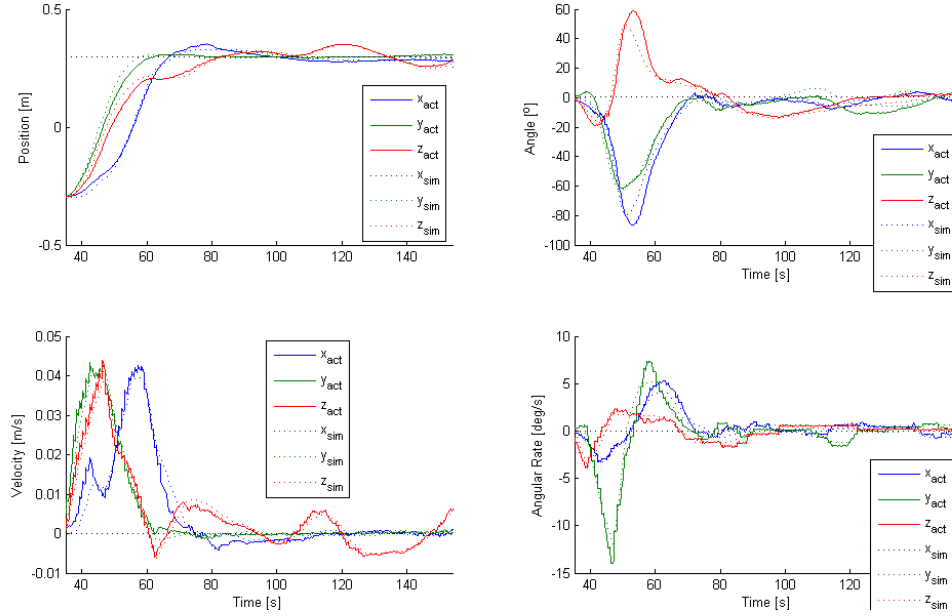 0.5
0
-0.5
Position [m]
40 60 80 100 120 140
x_act
y_act
z_act
x_sim
y_sim
z_sim
60
40
20
0
-20
-40
-60
-80
-100
Angle [º]
40 60 80 100 120
Time [s]
x_act
y_act
z_act
x_sim
y_sim
z_sim
0.05
0.04
0.03
0.02
0.01
0
-0.01
Velocity [m/s]
40 60 80 100 120 140
Time [s]
x_act
y_act
z_act
x_sim
y_sim
z_sim
10
5
0
-5
-10
-15
Angular Rate [deg/s]
40 60 80 100 120
Time [s]
x_act
y_act
z_act
x_sim
y_sim
z_sim